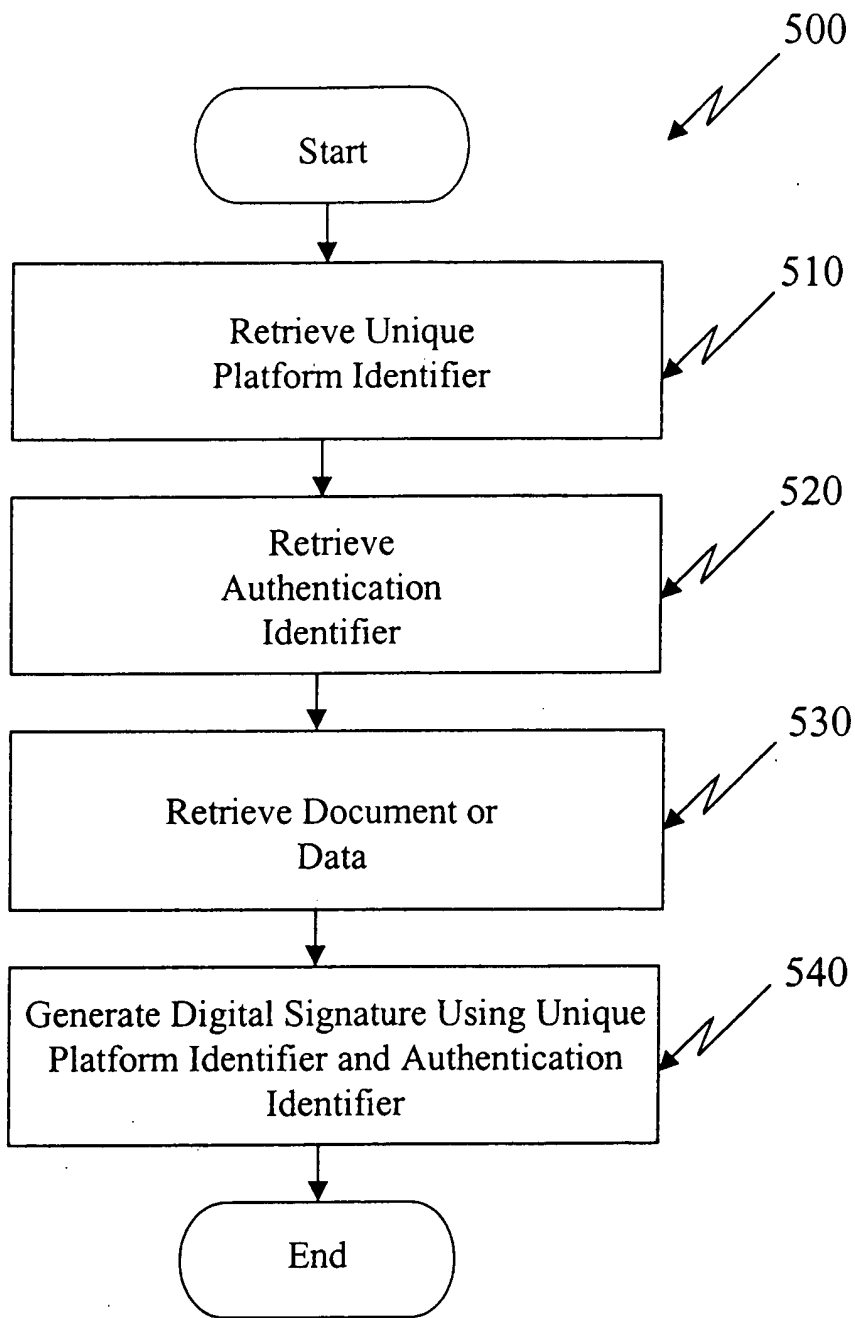 500
Start
510
Retrieve Unique
Platform Identifier
520
Retrieve
Authentication
Identifier
530
Retrieve Document or
Data
540
Generate Digital Signature Using Unique
Platform Identifier and Authentication
Identifier
End